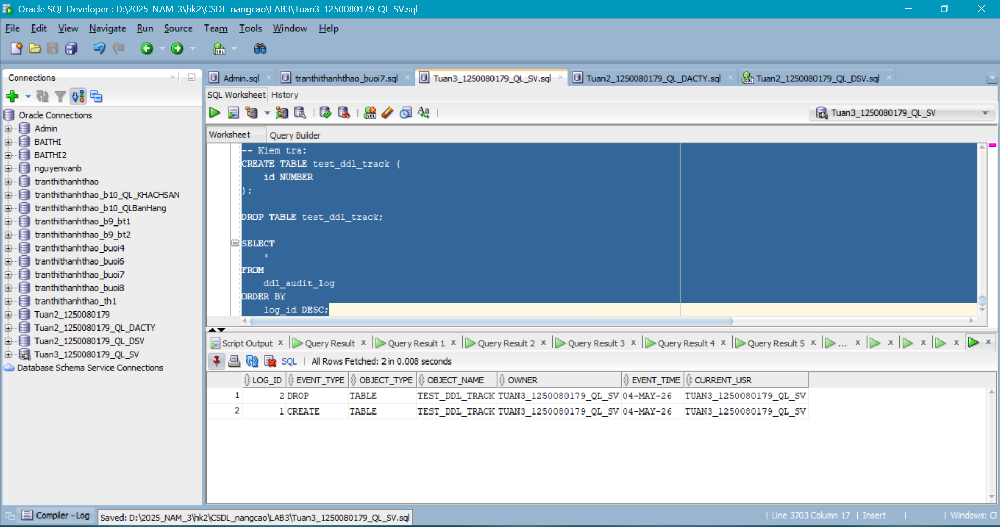 Oracle SQL Developer : D:\2025_NAM_3\hk2\CSDL_nangcao\LAB3\Tuan3_1250080179_QL_SV.sql
File Edit View Navigate Run Source Team Tools Window Help
Connections
Oracle Connections
Admin
BAITHI
BAITHI2
nguyenvanb
tranthithanhthao
tranthithanhthao_b10_QL_KHACHSAN
tranthithanhthao_b10_QLBanHang
tranthithanhthao_b9_bt1
tranthithanhthao_b9_bt2
tranthithanhthao_buoi4
tranthithanhthao_buoi6
tranthithanhthao_buoi7
tranthithanhthao_buoi8
tranthithanhthao_th1
Tuan2_1250080179
Tuan2_1250080179_QL_DACTY
Tuan2_1250080179_QL_DSV
Tuan3_1250080179_QL_SV
Database Schema Service Connections
Admin.sql tranthithanhthao_buoi7.sql Tuan3_1250080179_QL_SV.sql Tuan2_1250080179_QL_DACTY.sql Tuan2_1250080179_QL_DSV.sql
SQL Worksheet History
Tuan3_1250080179_QL_SV
Worksheet Query Builder
-- Kiem tra:
CREATE TABLE test_ddl_track (
id NUMBER
);
DROP TABLE test_ddl_track;
SELECT
*
FROM
ddl_audit_log
ORDER BY
log_id DESC;
Script Output x Query Result x Query Result 1 x Query Result 2 x Query Result 3 x Query Result 4 x Query Result 5 x ... x x x x x
SQL | All Rows Fetched: 2 in 0.008 seconds
LOG_ID EVENT_TYPE OBJECT_TYPE OBJECT_NAME OWNER EVENT_TIME CURRENT_USR
1 2 DROP TABLE TEST_DDL_TRACK TUAN3_1250080179_QL_SV 04-MAY-26 TUAN3_1250080179_QL_SV
2 1 CREATE TABLE TEST_DDL_TRACK TUAN3_1250080179_QL_SV 04-MAY-26 TUAN3_1250080179_QL_SV
Compiler - Log
Saved: D:\2025_NAM_3\hk2\CSDL_nangcao\LAB3\Tuan3_1250080179_QL_SV.sql
| Line 3703 Column 17 | Insert | | Windows: C